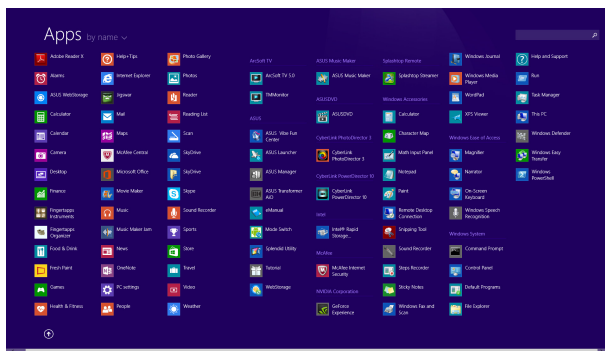 Apps by name
Adobe Reader X
Alarms
ASUS WebStorage
Calculator
Calendar
Camera
Desktop
Finance
Fingertapps
Instruments
Fingertapps
Organizer
Food & Drink
Fresh Paint
Games
Health & Fitness
Help+Tips
Internet Explorer
Jigswar
Mail
Maps
McAfee Central
Microsoft Office
Movie Maker
Music
Music Maker Jam
News
OneNote
PC settings
People
Photo Gallery
Photos
Reader
Reading List
Scan
SkyDrive
SkyDrive
Skype
Sound Recorder
Sports
Store
Travel
Video
Weather
ArcSoft TV
ArcSoft TV 5.0
TMMonitor
ASUS
ASUS Vibe Fun
Center
ASUS Launcher
ASUS Manager
ASUS Transformer
AIO
eManual
Mode Switch
Splendid Utility
Tutorial
WebStorage
ASUS Music Maker
ASUS Music Maker
ASUSDVD
ASUSDVD
CyberLink PhotoDirector 3
CyberLink
PhotoDirector 3
CyberLink PowerDirector 10
CyberLink
PowerDirector 10
Intel
Intel® Rapid
Storage...
McAfee
McAfee Internet
Security
NVIDIA Corporation
GeForce
Experience
Splashtop Remote
Splashtop Streamer
Windows Accessories
Calculator
Character Map
Math Input Panel
Notepad
Paint
Remote Desktop
Connection
Snipping Tool
Sound Recorder
Steps Recorder
Sticky Notes
Windows Fax and
Scan
Windows Journal
Windows Media
Player
WordPad
XPS Viewer
Windows Ease of Access
Magnifier
Narrator
On-Screen
Keyboard
Windows Speech
Recognition
Windows System
Command Prompt
Control Panel
Default Programs
File Explorer
Help and Support
Run
Task Manager
This PC
Windows Defender
Windows Easy
Transfer
Windows
PowerShell